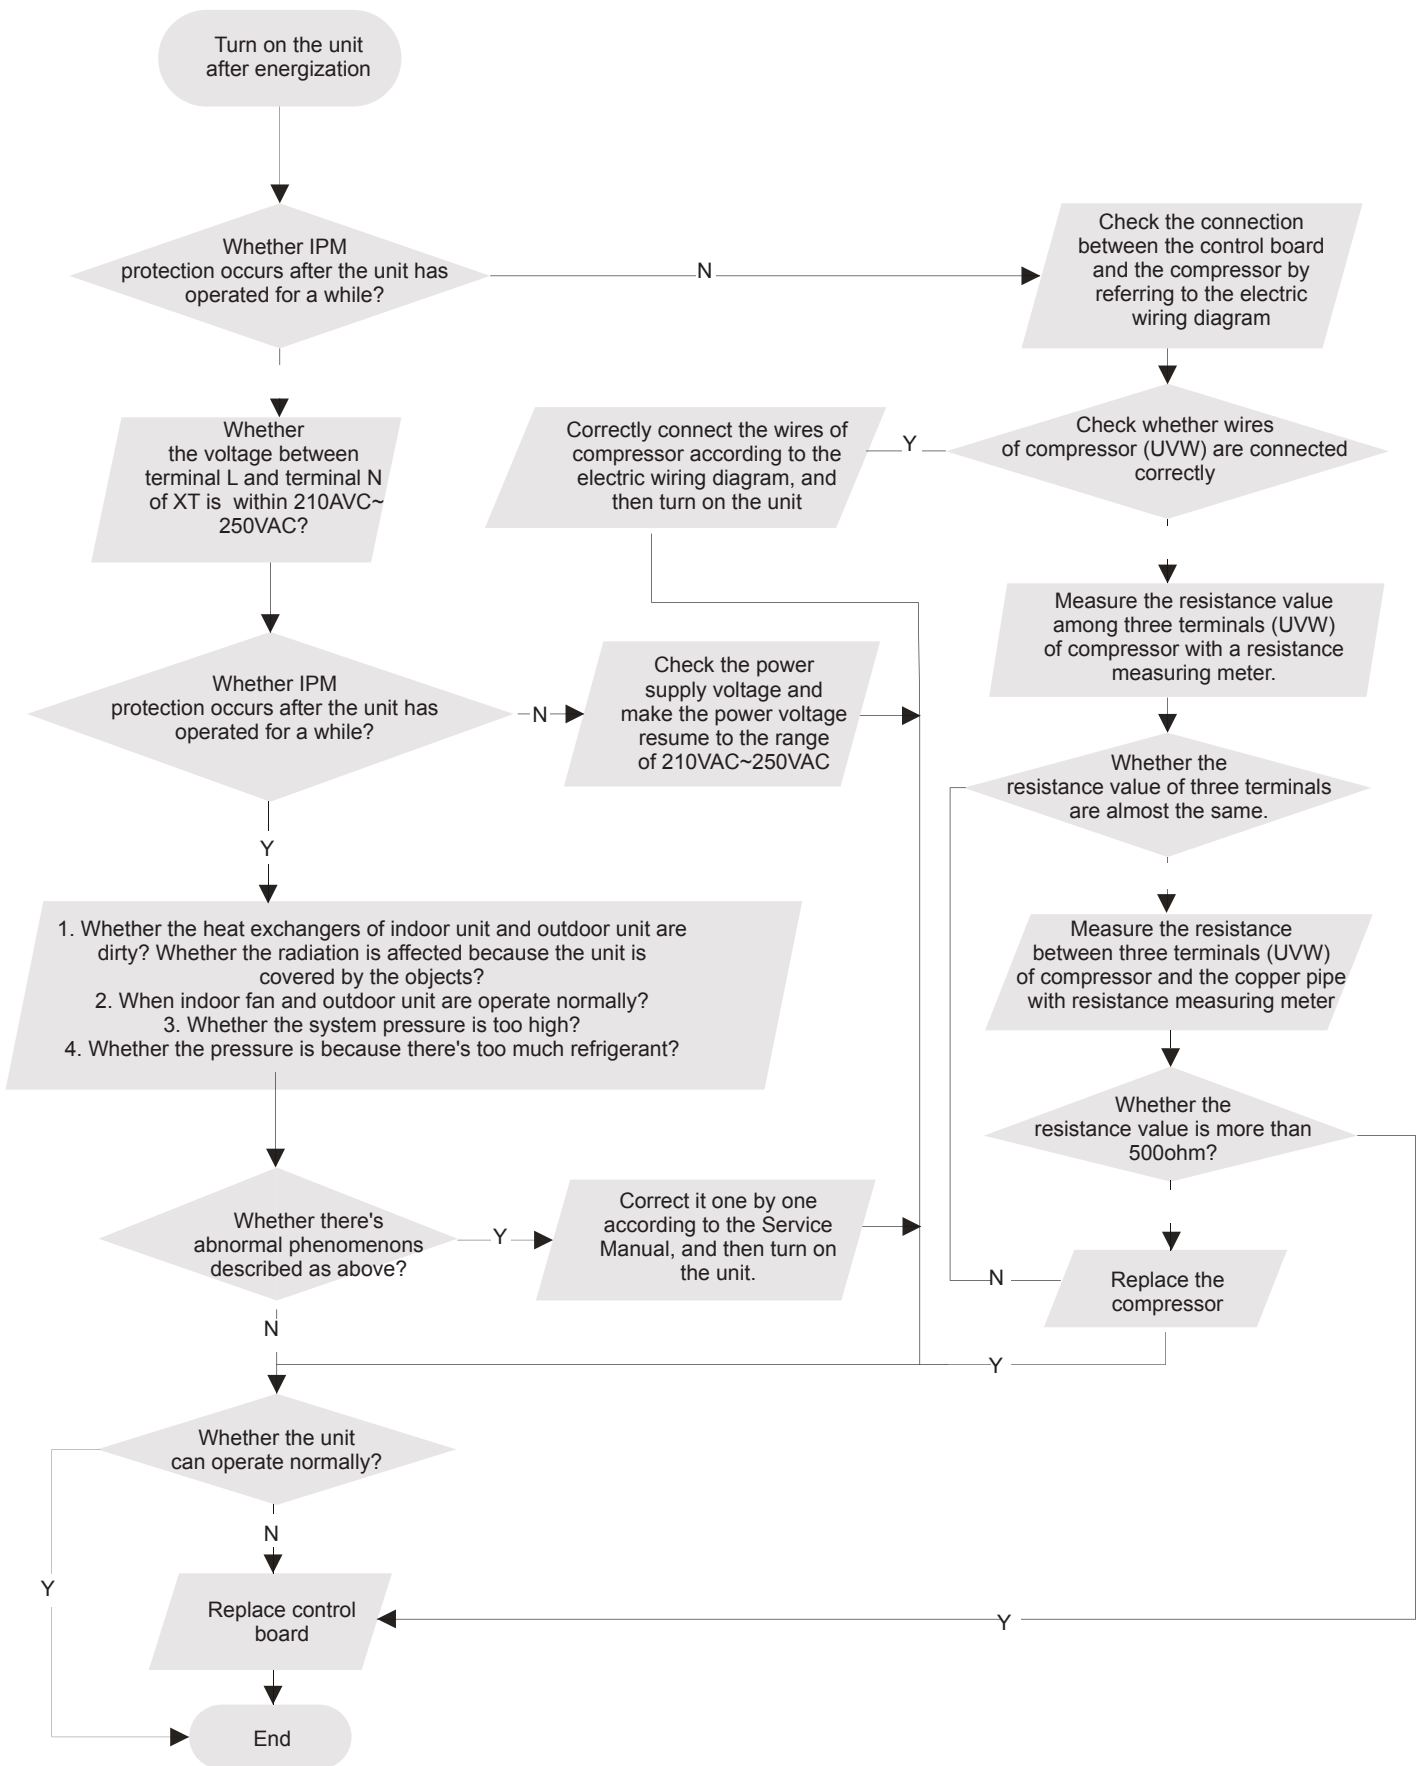 Turn on the unit
after energization
Whether IPM
protection occurs after the unit has
operated for a while?
N
Check the connection
between the control board
and the compressor by
referring to the electric
wiring diagram
Whether
the voltage between
terminal L and terminal N
of XT is within 210AVC~
250VAC?
Correctly connect the wires of
compressor according to the
electric wiring diagram, and
then turn on the unit
Y
Check whether wires
of compressor (UVW) are connected
correctly
Measure the resistance value
among three terminals (UVW)
of compressor with a resistance
measuring meter.
Whether IPM
protection occurs after the unit has
operated for a while?
N
Check the power
supply voltage and
make the power voltage
resume to the range
of 210VAC~250VAC
Whether the
resistance value of three terminals
are almost the same.
Y
1. Whether the heat exchangers of indoor unit and outdoor unit are
dirty? Whether the radiation is affected because the unit is
covered by the objects?
2. When indoor fan and outdoor unit are operate normally?
3. Whether the system pressure is too high?
4. Whether the pressure is because there's too much refrigerant?
Measure the resistance
between three terminals (UVW)
of compressor and the copper pipe
with resistance measuring meter
Whether the
resistance value is more than
500ohm?
Whether there's
abnormal phenomenons
described as above?
Y
Correct it one by one
according to the Service
Manual, and then turn on
the unit.
N
Replace the
compressor
N
Y
Whether the unit
can operate normally?
N
Y
Replace control
board
Y
End